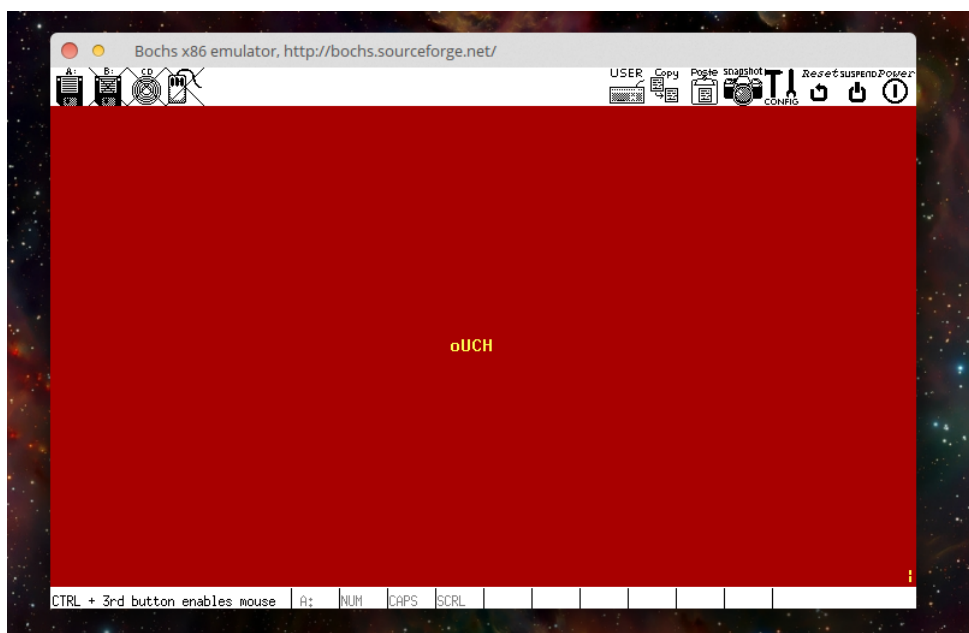 Bochs x86 emulator, http://bochs.sourceforge.net/
A: B: CD USER Copy Paste snapshot CONFIG Reset SUSPEND Power
oUCH
CTRL + 3rd button enables mouse A: NUM CAPS SCRL